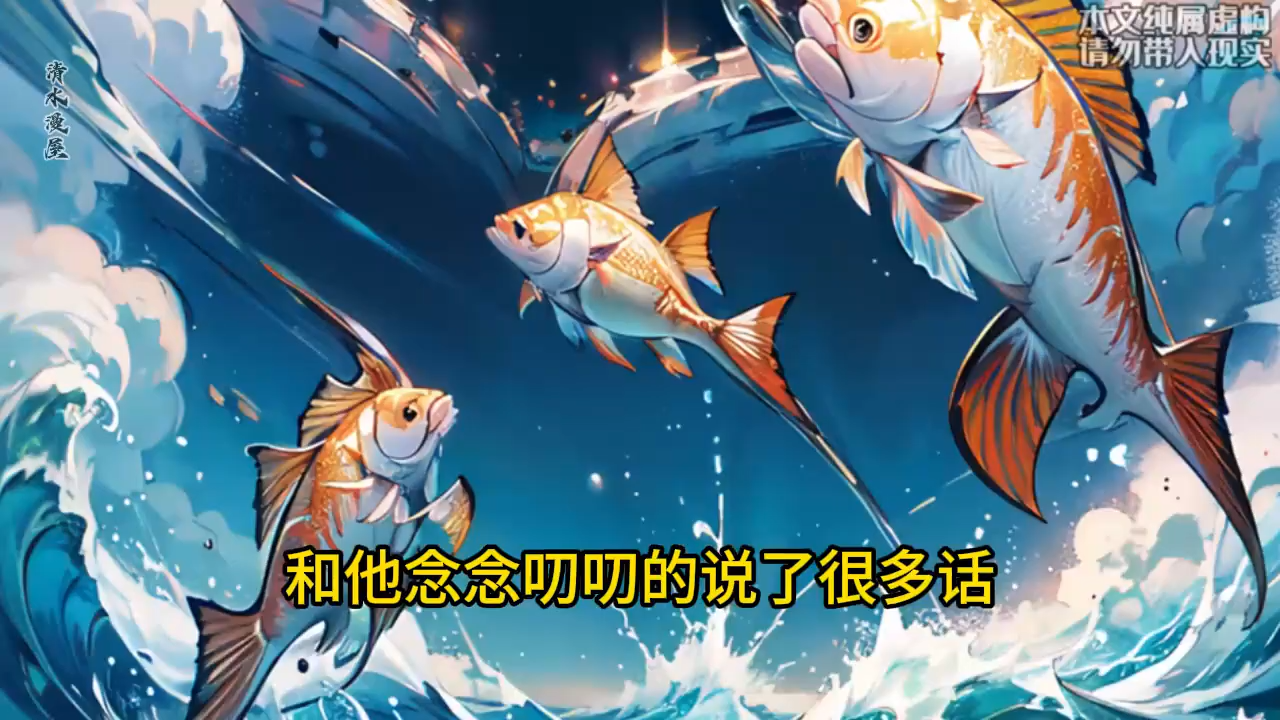 本文纯属虚构
请勿带入现实
清水漫屋
和他念念叨叨的说了很多话